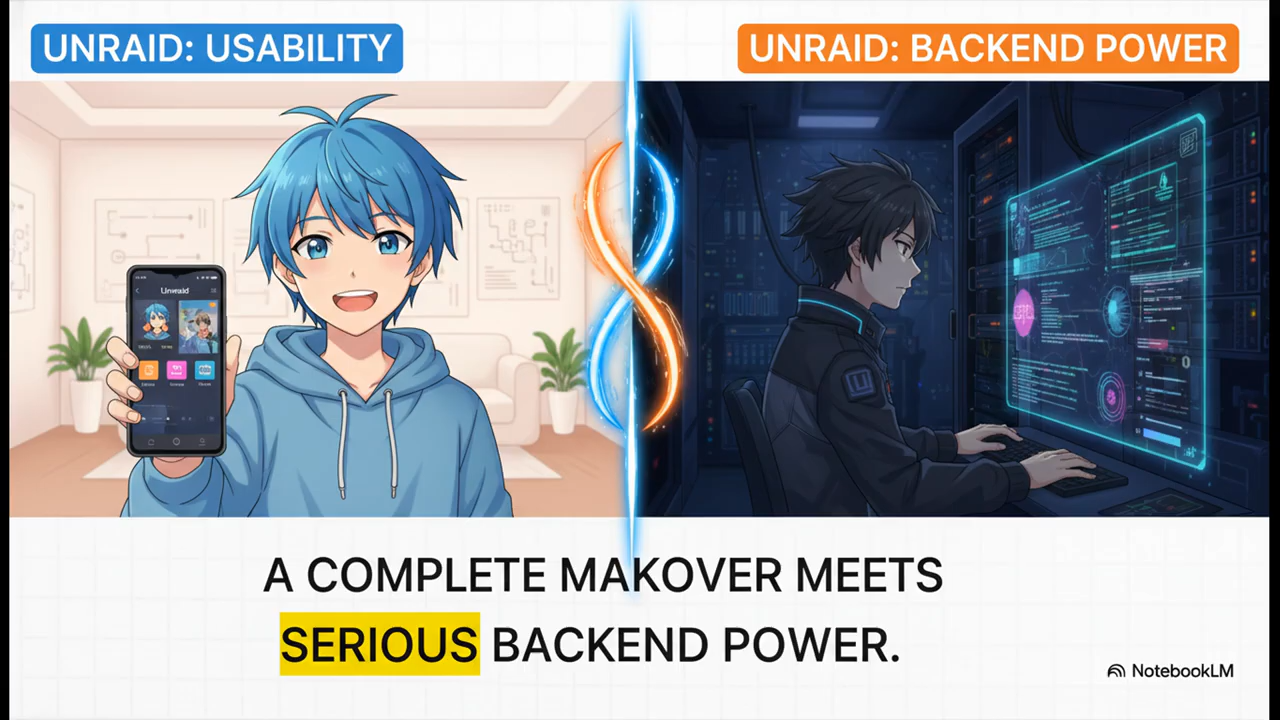 UNRAID: USABILITY
UNRAID: BACKEND POWER
Unraid
U
A COMPLETE MAKOVER MEETS
SERIOUS BACKEND POWER.
NotebookLM